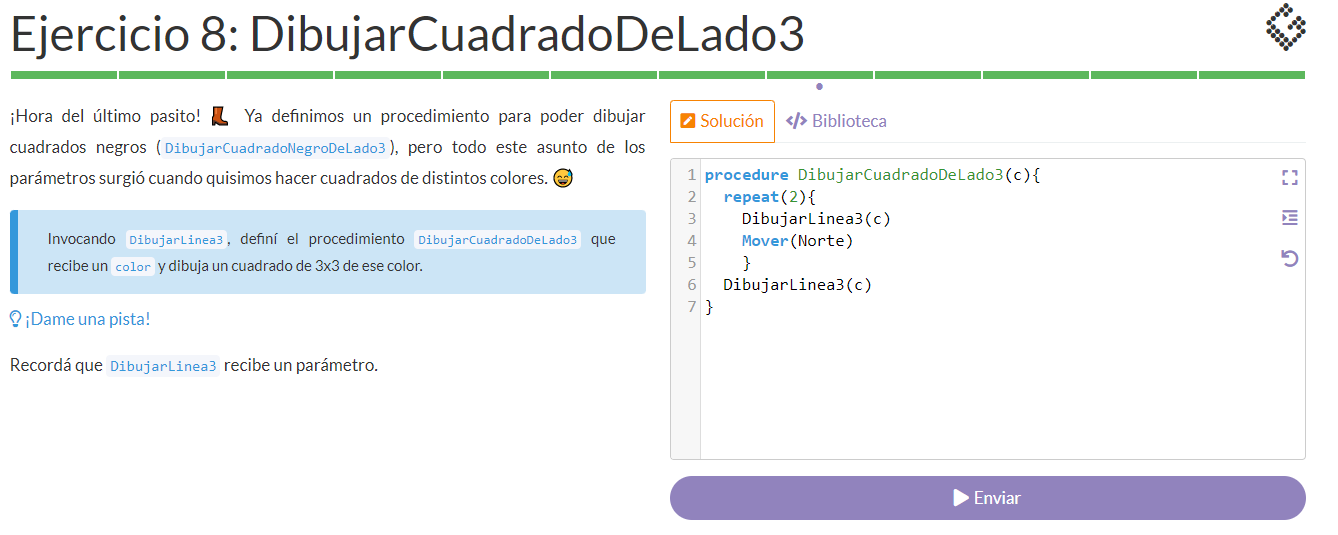 Ejercicio 8: DibujarCuadradoDeLado3
¡Hora del último pasito! 👢 Ya definimos un procedimiento para poder dibujar
cuadrados negros (DibujarCuadradoNegroDeLado3), pero todo este asunto de los
parámetros surgió cuando quisimos hacer cuadrados de distintos colores. 😅
Invocando DibujarLinea3, definí el procedimiento DibujarCuadradoDeLado3 que
recibe un color y dibuja un cuadrado de 3x3 de ese color.
¡Dame una pista!
Recordá que DibujarLinea3 recibe un parámetro.
Solución
</> Biblioteca
1 procedure DibujarCuadradoDeLado3(c){
2 repeat(2){
3 DibujarLinea3(c)
4 Mover(Norte)
5 }
6 DibujarLinea3(c)
7 }
Enviar